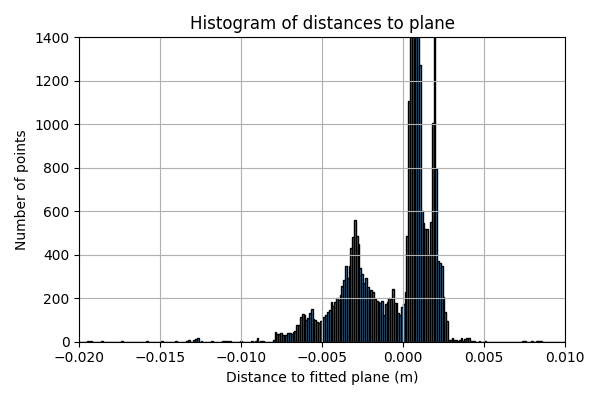 Histogram of distances to plane
Number of points
1400
1200
1000
800
600
400
200
0
−0.020 −0.015 −0.010 −0.005 0.000 0.005 0.010
Distance to fitted plane (m)